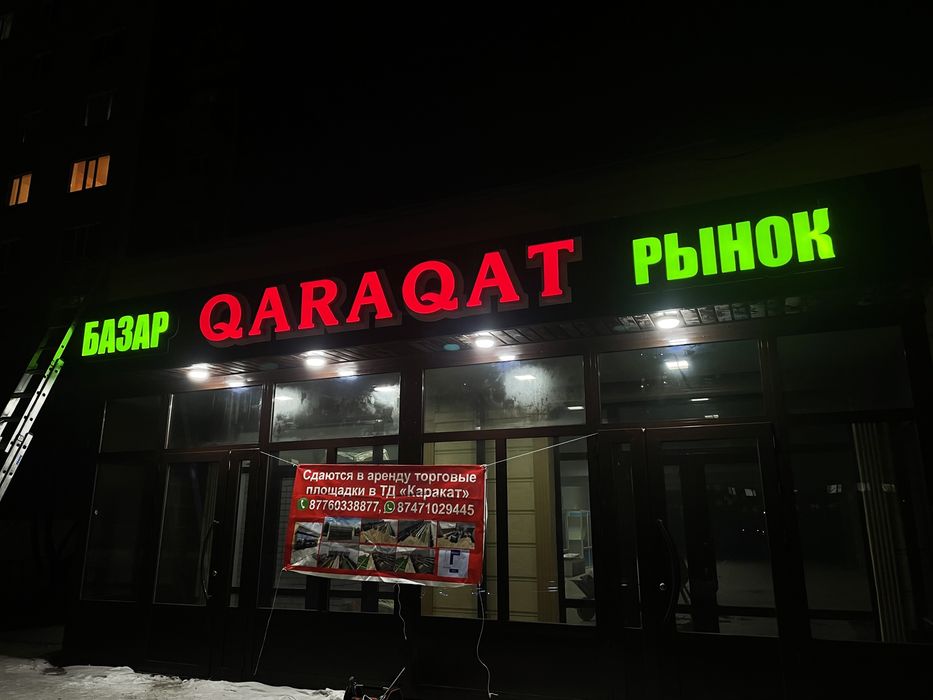 БАЗАР
QARAQAT
РЫНОК
Сдаются в аренду торговые
площадки в ТД «Каракат»
87760338877, 87471029445